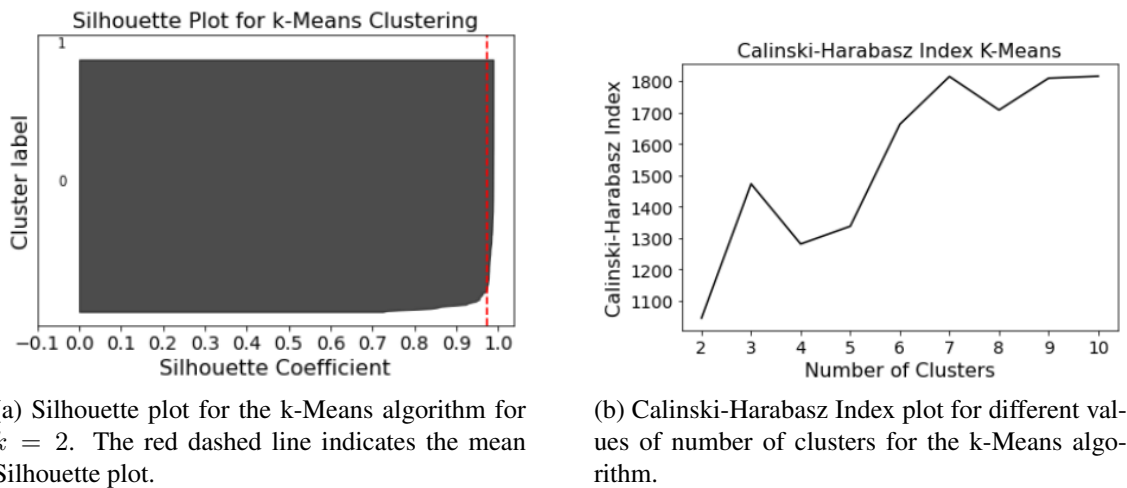 Silhouette Plot for k-Means Clustering
1
0
Cluster label
−0.1 0.0 0.1 0.2 0.3 0.4 0.5 0.6 0.7 0.8 0.9 1.0
Silhouette Coefficient
(a) Silhouette plot for the k-Means algorithm for
k = 2. The red dashed line indicates the mean
Silhouette plot.
Calinski-Harabasz Index K-Means
1800
1700
1600
1500
1400
1300
1200
1100
Calinski-Harabasz Index
2 3 4 5 6 7 8 9 10
Number of Clusters
(b) Calinski-Harabasz Index plot for different val-
ues of number of clusters for the k-Means algo-
rithm.